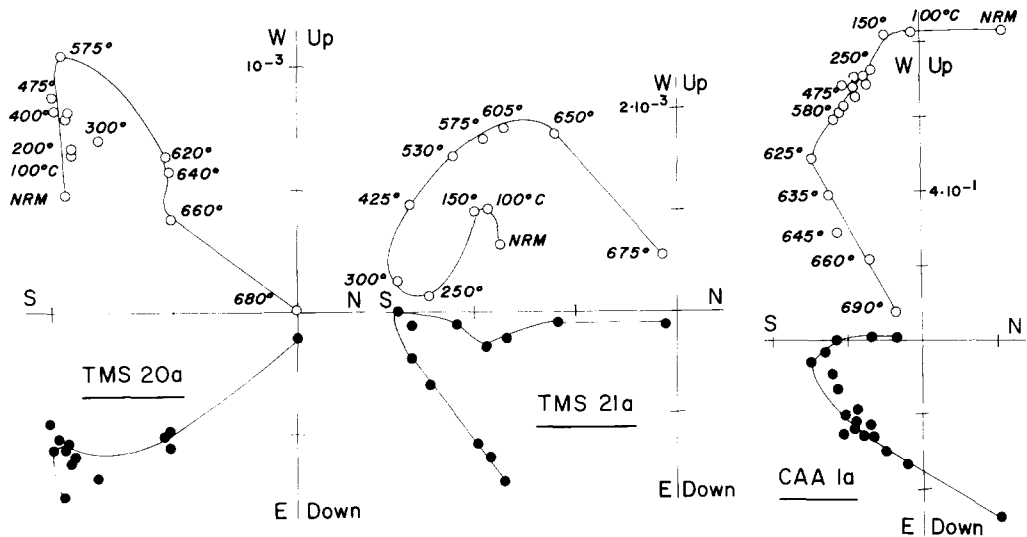 W Up
10⁻³
575°
475°
400°
300°
200°
100°C
NRM
620°
640°
660°
680°
S
N
TMS 20a
E Down
W Up
2·10⁻³
650°
605°
575°
530°
425°
150°
100°C
NRM
300°
250°
675°
S
N
TMS 21a
E Down
150°
100°C
NRM
W Up
250°
475°
580°
625°
4·10⁻¹
635°
645°
660°
690°
S
N
CAA 1a
E Down